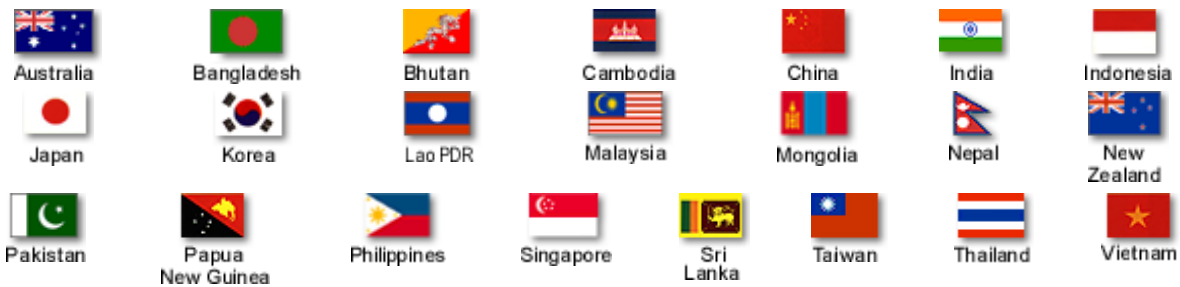 Australia Bangladesh Bhutan Cambodia China India Indonesia
Japan Korea Lao PDR Malaysia Mongolia Nepal New
Zealand
Pakistan Papua Philippines Singapore Sri Taiwan Thailand Vietnam
New Guinea Lanka